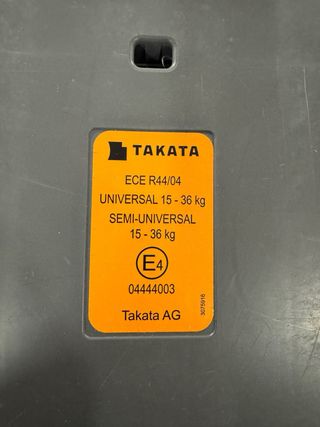 TAKATA
ECE R44/04
UNIVERSAL 15 - 36 kg
SEMI-UNIVERSAL
15 - 36 kg
E4
04444003
Takata AG
3075916